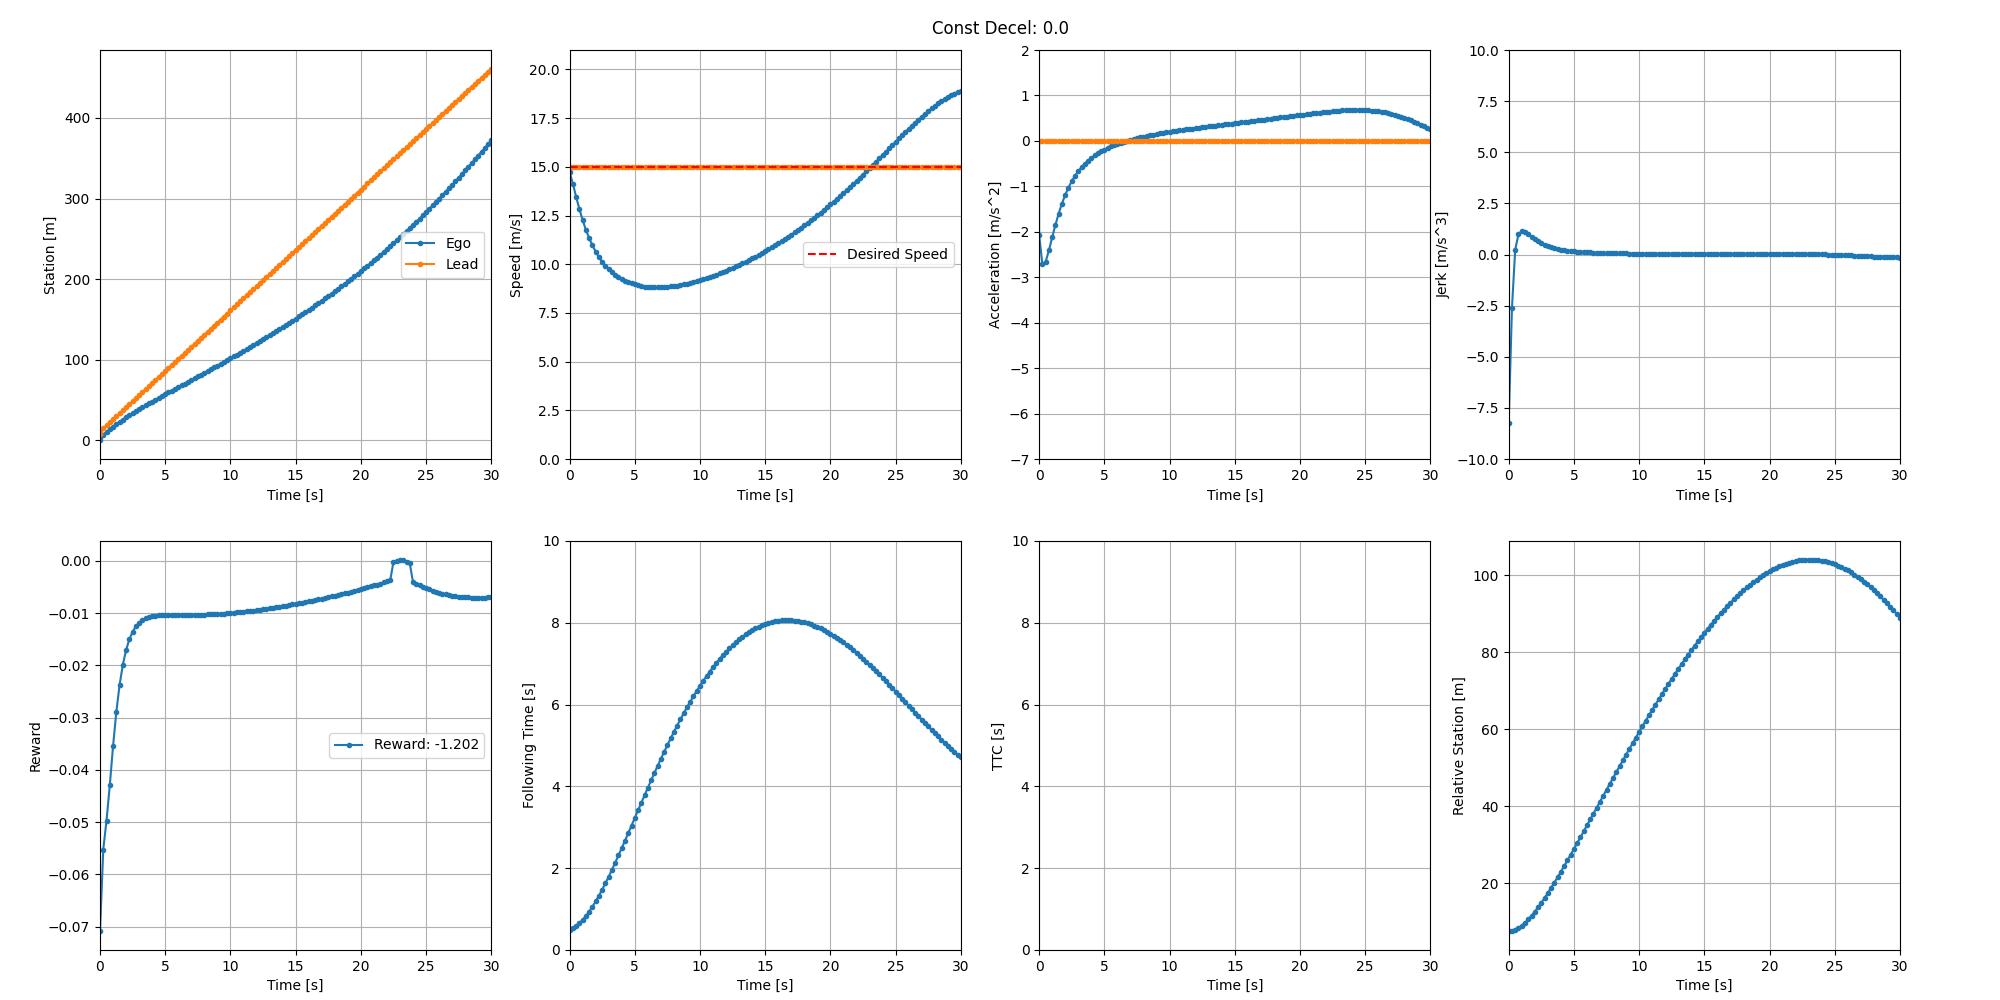 Const Decel: 0.0
400
300
200
100
0
Station [m]
0 5 10 15 20 25 30
Time [s]
Ego
Lead
20.0
17.5
15.0
12.5
10.0
7.5
5.0
2.5
0.0
Speed [m/s]
0 5 10 15 20 25 30
Time [s]
Desired Speed
2
1
0
−1
−2
−3
−4
−5
−6
−7
Acceleration [m/s^2]
0 5 10 15 20 25 30
Time [s]
10.0
7.5
5.0
2.5
0.0
−2.5
−5.0
−7.5
−10.0
Jerk [m/s^3]
0 5 10 15 20 25 30
Time [s]
0.00
−0.01
−0.02
−0.03
−0.04
−0.05
−0.06
−0.07
Reward
0 5 10 15 20 25 30
Time [s]
Reward: -1.202
10
8
6
4
2
0
Following Time [s]
0 5 10 15 20 25 30
Time [s]
10
8
6
4
2
0
TTC [s]
0 5 10 15 20 25 30
Time [s]
100
80
60
40
20
Relative Station [m]
0 5 10 15 20 25 30
Time [s]